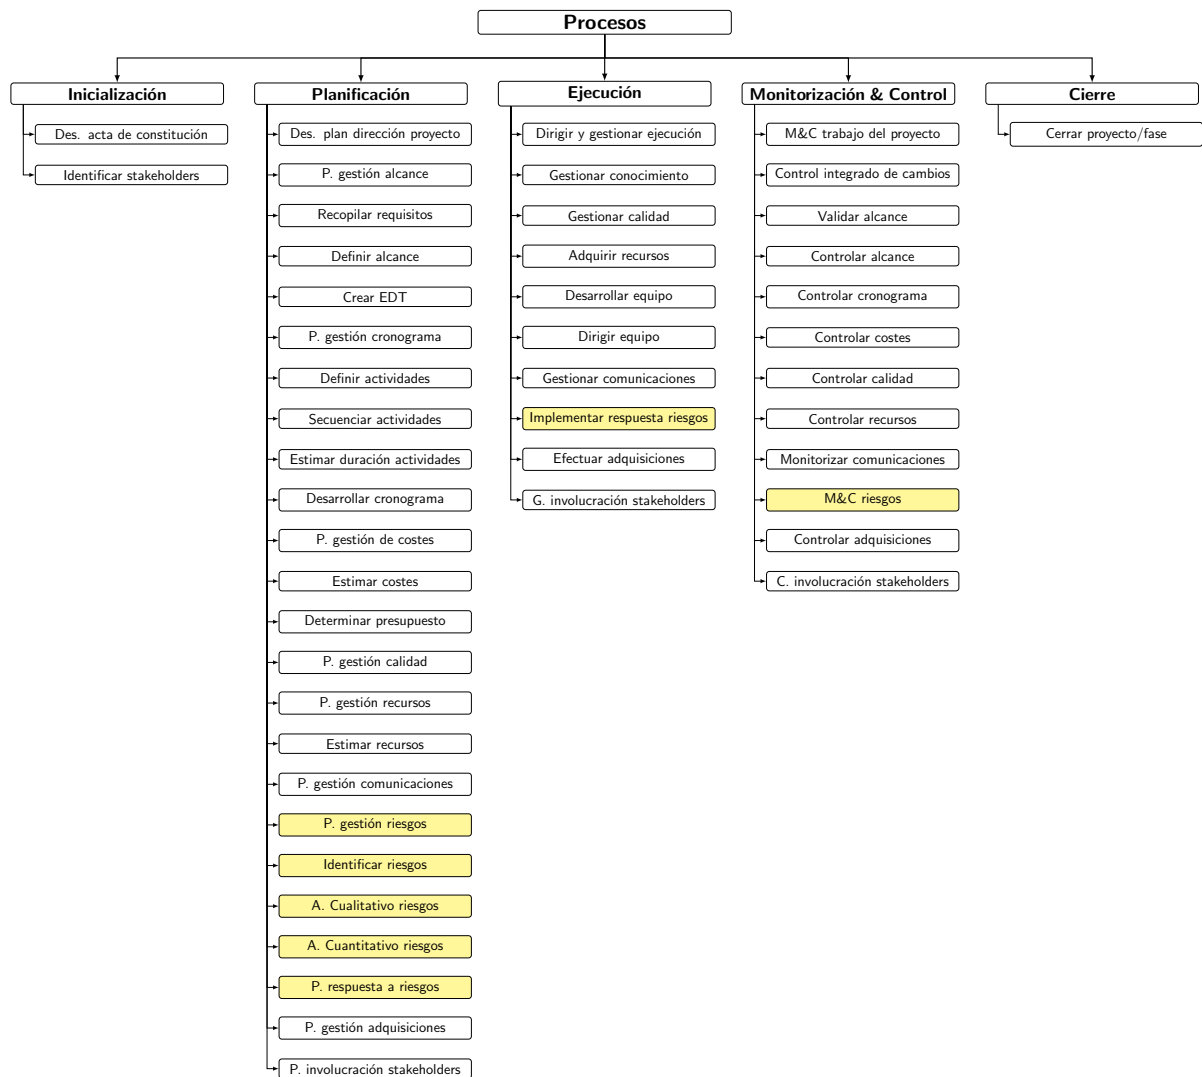 Procesos
Inicialización
Des. acta de constitución
Identificar stakeholders
Planificación
Des. plan dirección proyecto
P. gestión alcance
Recopilar requisitos
Definir alcance
Crear EDT
P. gestión cronograma
Definir actividades
Secuenciar actividades
Estimar duración actividades
Desarrollar cronograma
P. gestión de costes
Estimar costes
Determinar presupuesto
P. gestión calidad
P. gestión recursos
Estimar recursos
P. gestión comunicaciones
P. gestión riesgos
Identificar riesgos
A. Cualitativo riesgos
A. Cuantitativo riesgos
P. respuesta a riesgos
P. gestión adquisiciones
P. involucración stakeholders
Ejecución
Dirigir y gestionar ejecución
Gestionar conocimiento
Gestionar calidad
Adquirir recursos
Desarrollar equipo
Dirigir equipo
Gestionar comunicaciones
Implementar respuesta riesgos
Efectuar adquisiciones
G. involucración stakeholders
Monitorización & Control
M&C trabajo del proyecto
Control integrado de cambios
Validar alcance
Controlar alcance
Controlar cronograma
Controlar costes
Controlar calidad
Controlar recursos
Monitorizar comunicaciones
M&C riesgos
Controlar adquisiciones
C. involucración stakeholders
Cierre
Cerrar proyecto/fase